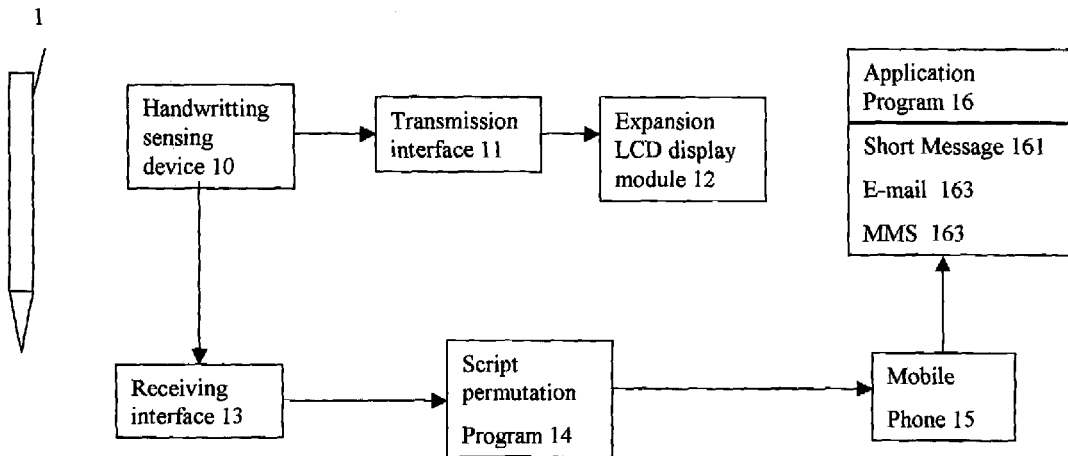 1
Handwritting
sensing
device 10
Transmission
interface 11
Expansion
LCD display
module 12
Application
Program 16
Short Message 161
E-mail 163
MMS 163
Receiving
interface 13
Script
permutation
Program 14
Mobile
Phone 15